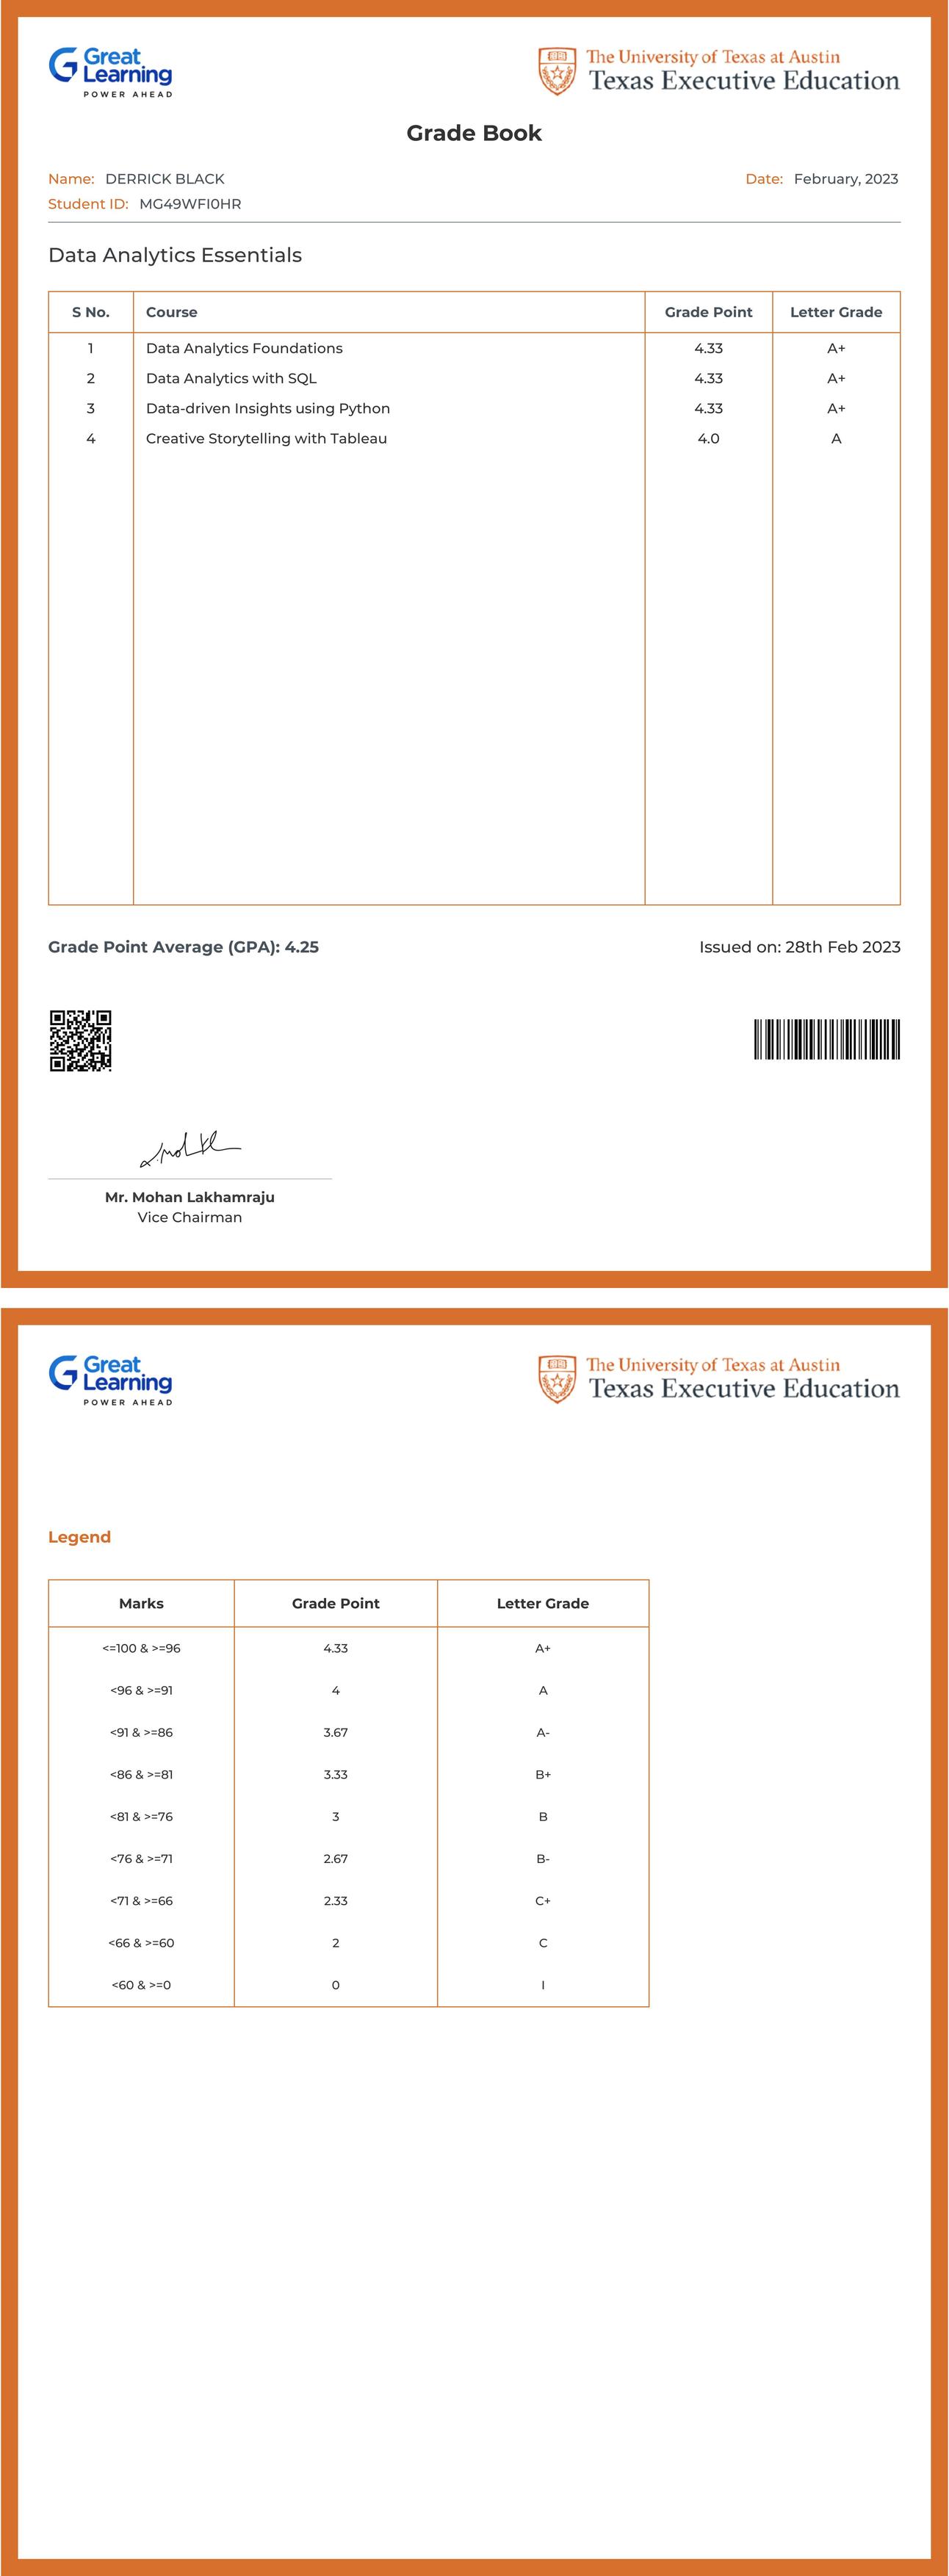 Great Learning
POWER AHEAD
The University of Texas at Austin
Texas Executive Education
Grade Book
Name: DERRICK BLACK Date: February, 2023
Student ID: MG49WFI0HR
Data Analytics Essentials
S No. Course Grade Point Letter Grade
1 Data Analytics Foundations 4.33 A+
2 Data Analytics with SQL 4.33 A+
3 Data-driven Insights using Python 4.33 A+
4 Creative Storytelling with Tableau 4.0 A
Grade Point Average (GPA): 4.25 Issued on: 28th Feb 2023
Mr. Mohan Lakhamraju
Vice Chairman
Great Learning
POWER AHEAD
The University of Texas at Austin
Texas Executive Education
Legend
Marks Grade Point Letter Grade
<=100 & >=96 4.33 A+
<96 & >=91 4 A
<91 & >=86 3.67 A-
<86 & >=81 3.33 B+
<81 & >=76 3 B
<76 & >=71 2.67 B-
<71 & >=66 2.33 C+
<66 & >=60 2 C
<60 & >=0 0 I